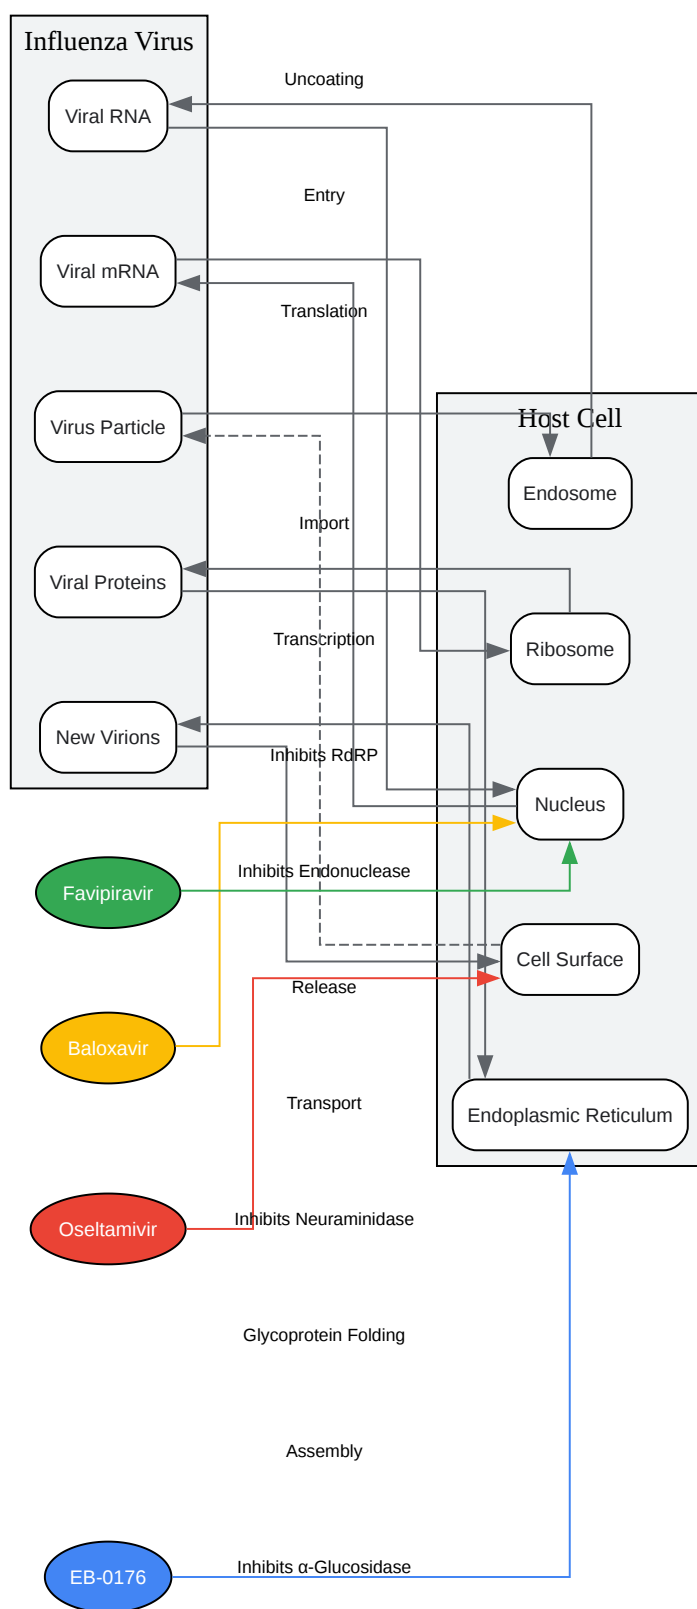 Influenza Virus
Uncoating
Viral RNA
Entry
Viral mRNA
Translation
Host Cell
Virus Particle
Endosome
Import
Viral Proteins
Transcription
Ribosome
New Virions
Inhibits RdRP
Nucleus
Inhibits Endonuclease
Favipiravir
Cell Surface
Release
Baloxavir
Transport
Endoplasmic Reticulum
Inhibits Neuraminidase
Oseltamivir
Glycoprotein Folding
Assembly
Inhibits α-Glucosidase
EB-0176